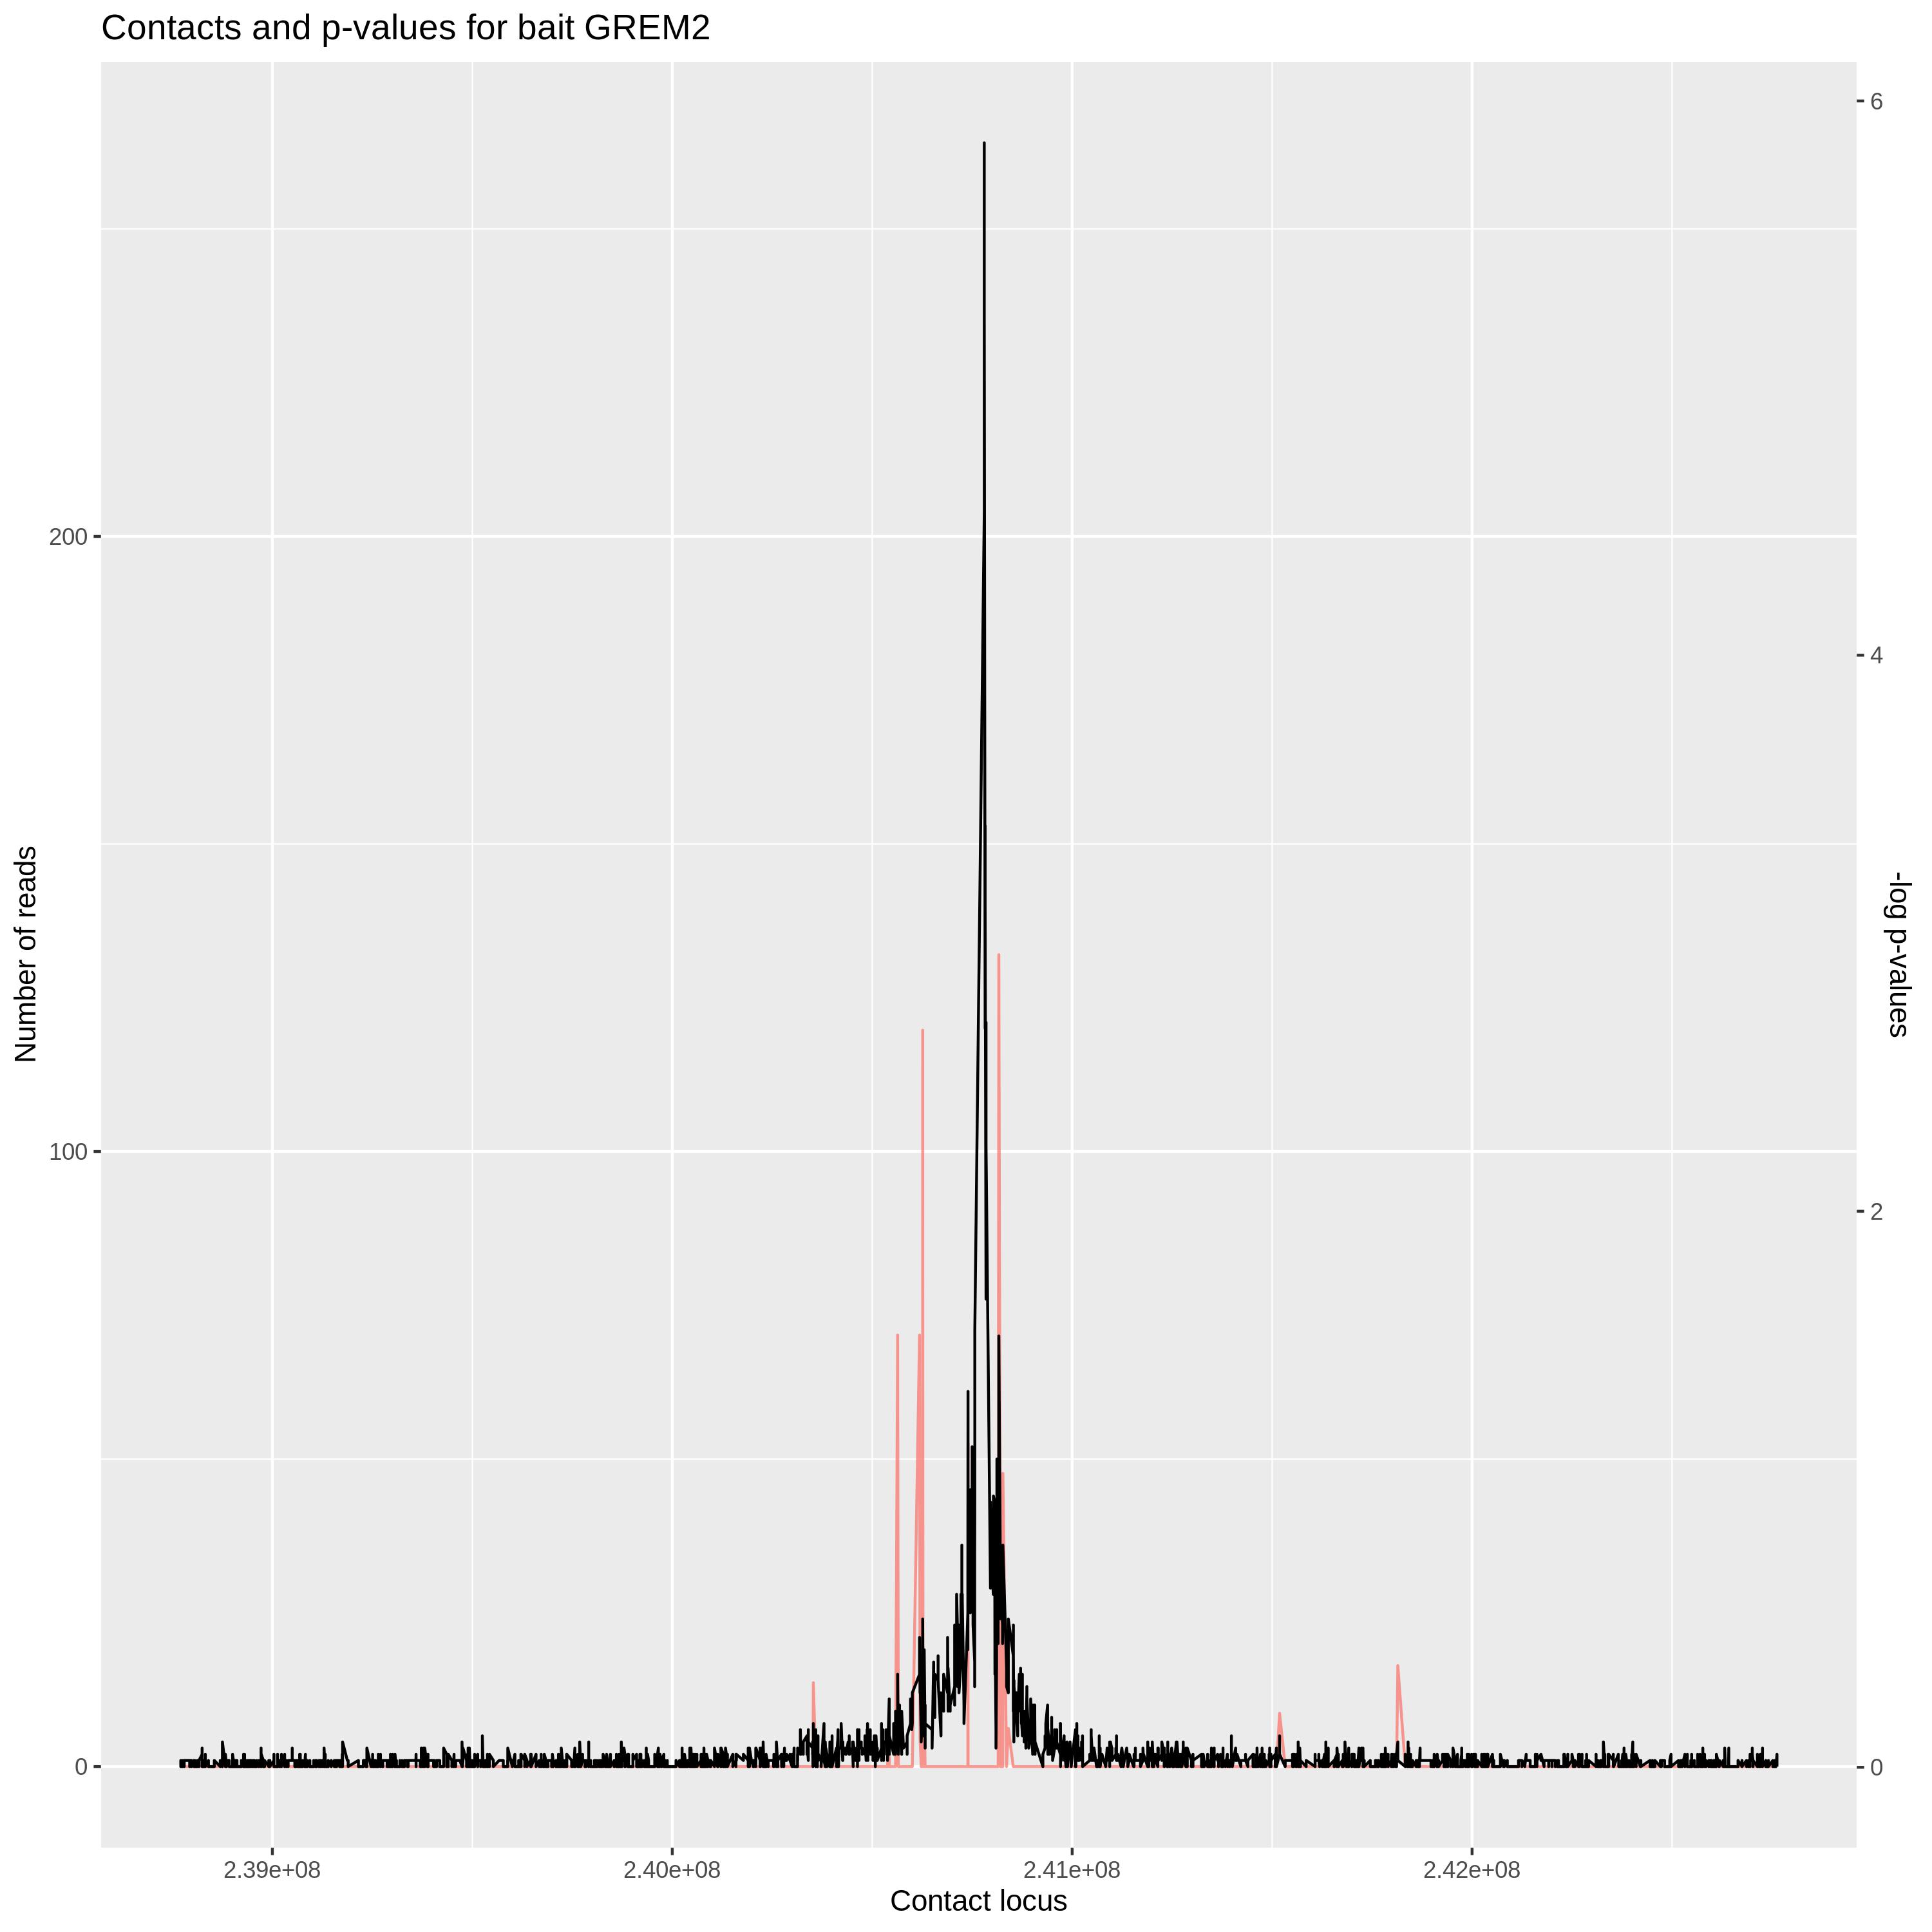 Contacts and p-values for bait GREM2
Number of reads
200
100
0
6
4
2
0
-log p-values
2.39e+08 2.40e+08 2.41e+08 2.42e+08
Contact locus